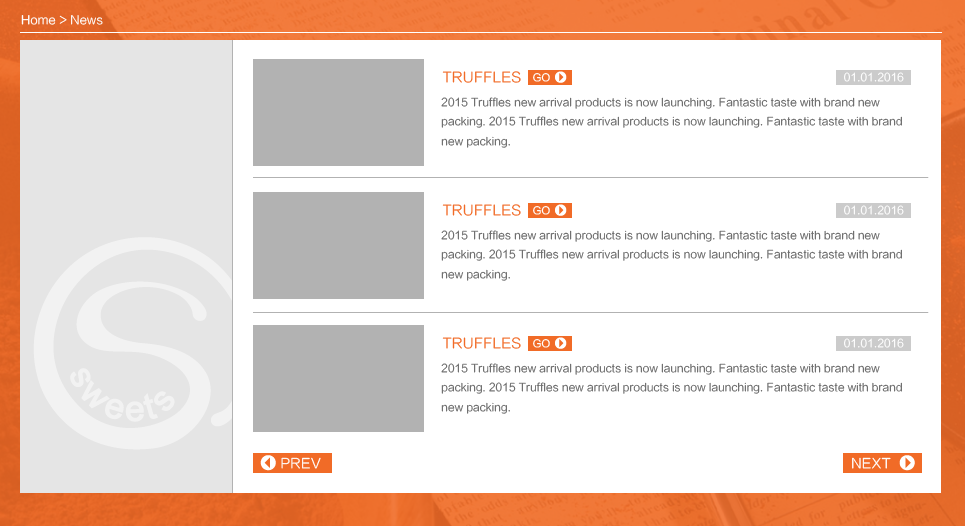 Home > News
TRUFFLES GO 01.01.2016
2015 Truffles new arrival products is now launching. Fantastic taste with brand new
packing. 2015 Truffles new arrival products is now launching. Fantastic taste with brand
new packing.
TRUFFLES GO 01.01.2016
2015 Truffles new arrival products is now launching. Fantastic taste with brand new
packing. 2015 Truffles new arrival products is now launching. Fantastic taste with brand
new packing.
S
sweets
TRUFFLES GO 01.01.2016
2015 Truffles new arrival products is now launching. Fantastic taste with brand new
packing. 2015 Truffles new arrival products is now launching. Fantastic taste with brand
new packing.
PREV NEXT